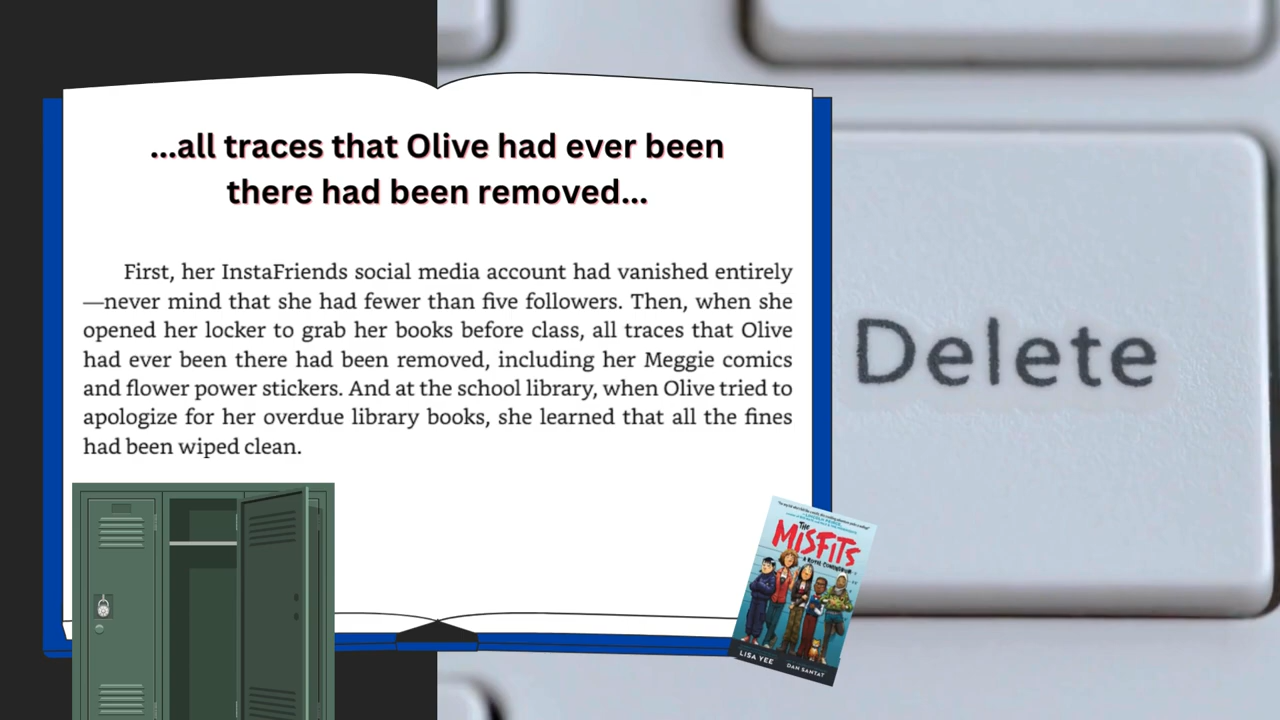 ...all traces that Olive had ever been
there had been removed...
First, her InstaFriends social media account had vanished entirely
—never mind that she had fewer than five followers. Then, when she
opened her locker to grab her books before class, all traces that Olive
had ever been there had been removed, including her Meggie comics
and flower power stickers. And at the school library, when Olive tried to
apologize for her overdue library books, she learned that all the fines
had been wiped clean.
Delete
THE
MISFITS
A ROYAL CONUNDRUM
LISA YEE
DAN SANTAT